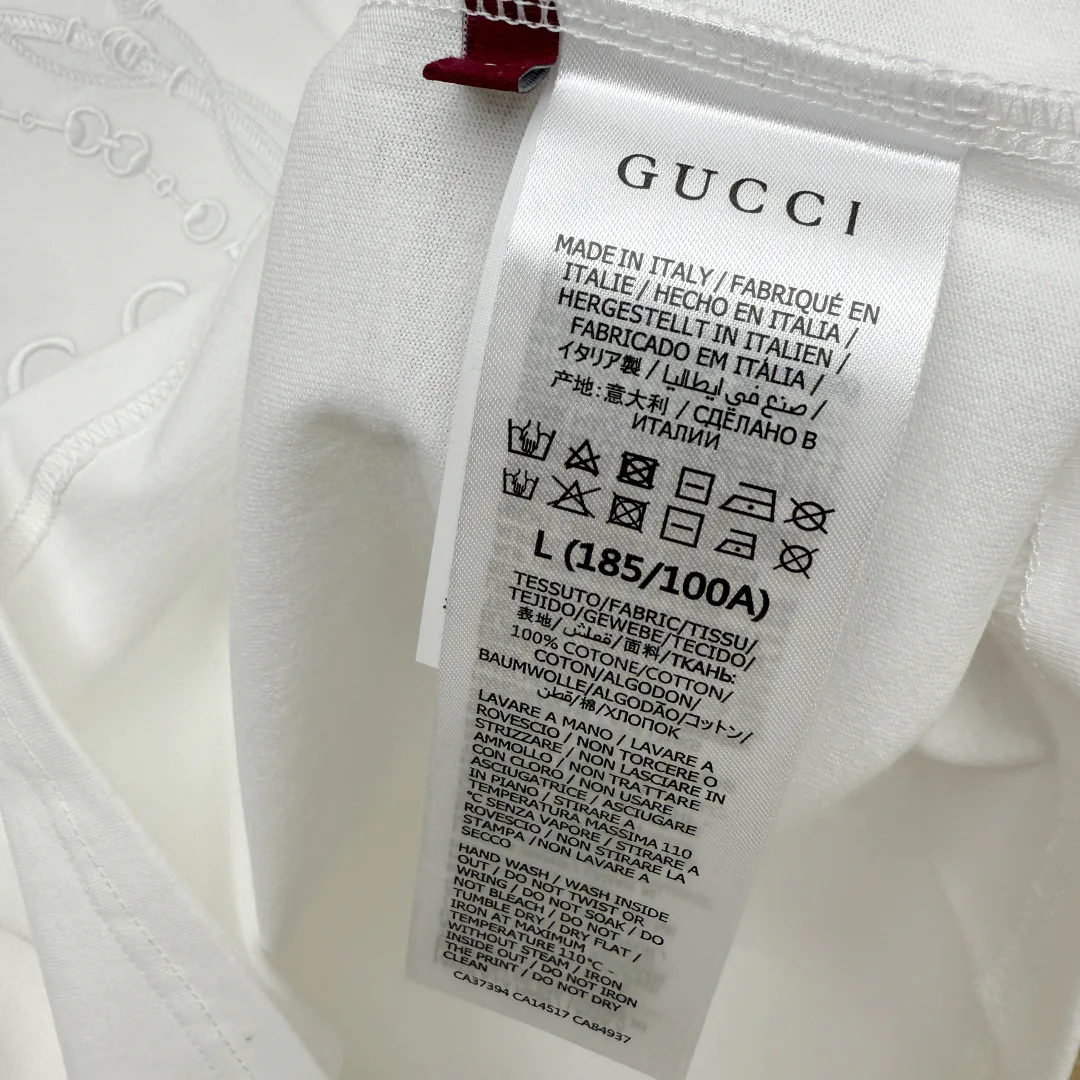 GUCCI
MADE IN ITALY / FABRIQUÉ EN
ITALIE / HECHO EN ITALIA /
HERGESTELLT IN ITALIEN /
FABRICADO EM ITÁLIA /
イタリア製 / صنع في ايطاليا /
产地:意大利 / СДЕЛАНО В
ИТАЛИИ
L (185/100A)
TESSUTO/FABRIC/TISSU/
TEJIDO/GEWEBE/TECIDO/
表地/قماش/面料/ТКАНЬ:
100% COTONE/COTTON/
COTON/ALGODON/
BAUMWOLLE/ALGODÃO/コットン/
قطن/棉/ХЛОПОК
LAVARE A MANO / LAVARE A
ROVESCIO / NON TORCERE O
STRIZZARE / NON LASCIARE IN
AMMOLLO / NON TRATTARE
CON CLORO / NON USARE
ASCIUGATRICE / ASCIUGARE
IN PIANO / STIRARE A
TEMPERATURA MASSIMA 110
°C SENZA VAPORE / STIRARE A
ROVESCIO / NON STIRARE LA
STAMPA /NON LAVARE A
SECCO
HAND WASH / WASH INSIDE
OUT / DO NOT TWIST OR
WRING / DO NOT SOAK / DO
NOT BLEACH / DO NOT
TUMBLE DRY / DRY FLAT /
IRON AT MAXIMUM
TEMPERATURE 110°C -
WITHOUT STEAM / IRON
INSIDE OUT / DO NOT IRON
THE PRINT / DO NOT DRY
CLEAN
CA37394 CA14517 CA84937